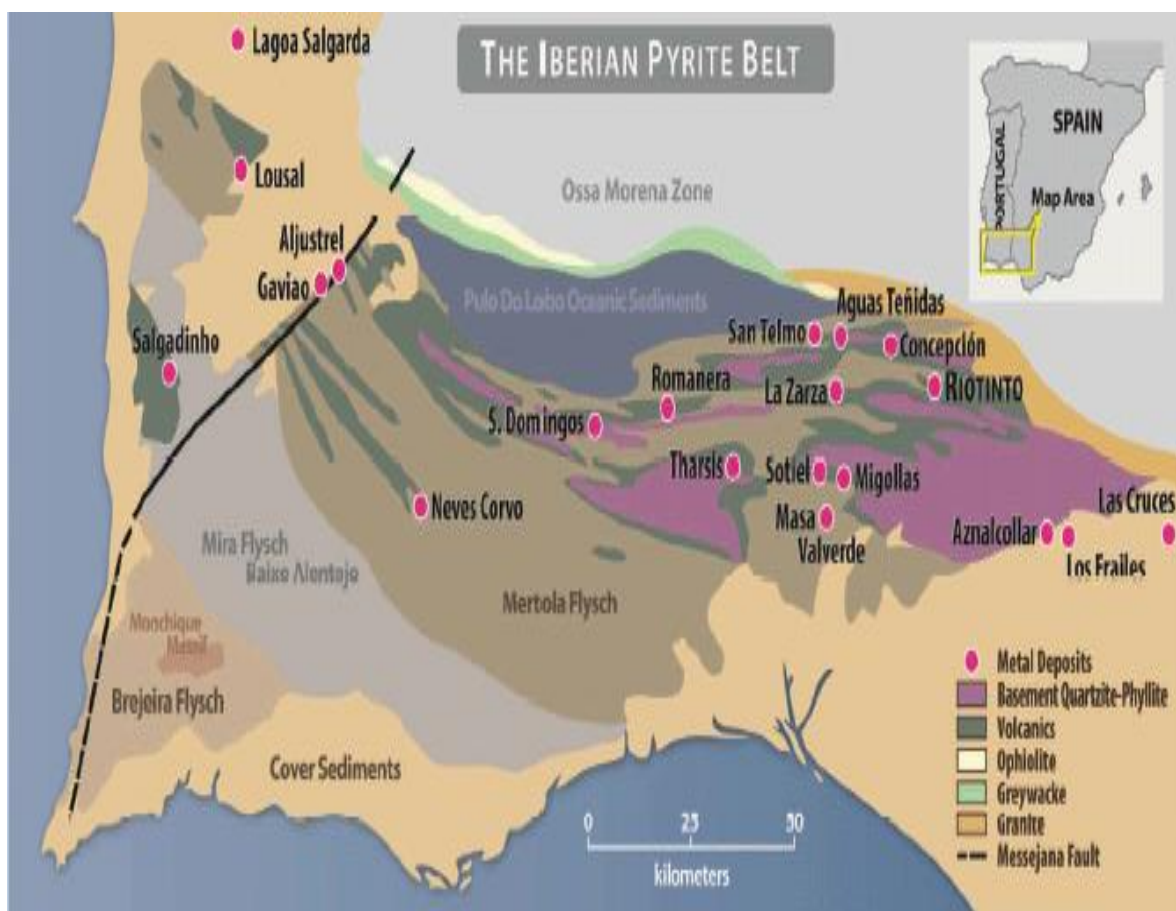 THE IBERIAN PYRITE BELT
Lagoa Salgarda
Lousal
Aljustrel
Gaviao
Salgadinho
Ossa Morena Zone
Pulo Do Lobo Oceanic Sediments
SPAIN
PORTUGAL
Map Area
Aguas Teñidas
San Telmo
Concepción
Romanera
La Zarza
RIOTINTO
S. Domingos
Tharsis
Sotiel
Migollas
Neves Corvo
Masa
Valverde
Las Cruces
Aznalcollar
Los Frailes
Mira Flysch
Baixo Alentejo
Mertola Flysch
Monchique
Massif
Brejeira Flysch
Cover Sediments
0 25 50
kilometers
Metal Deposits
Basement Quartzite-Phyllite
Volcanics
Ophiolite
Greywacke
Granite
Messejana Fault